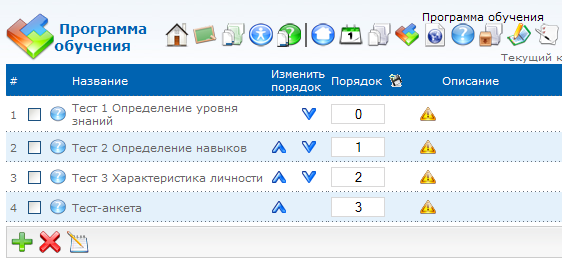 Программа обучения
Программа
обучения
1
Текущий к
# Название Изменить порядок Порядок Описание
1 Тест 1 Определение уровня знаний 0
2 Тест 2 Определение навыков 1
3 Тест 3 Характеристика личности 2
4 Тест-анкета 3